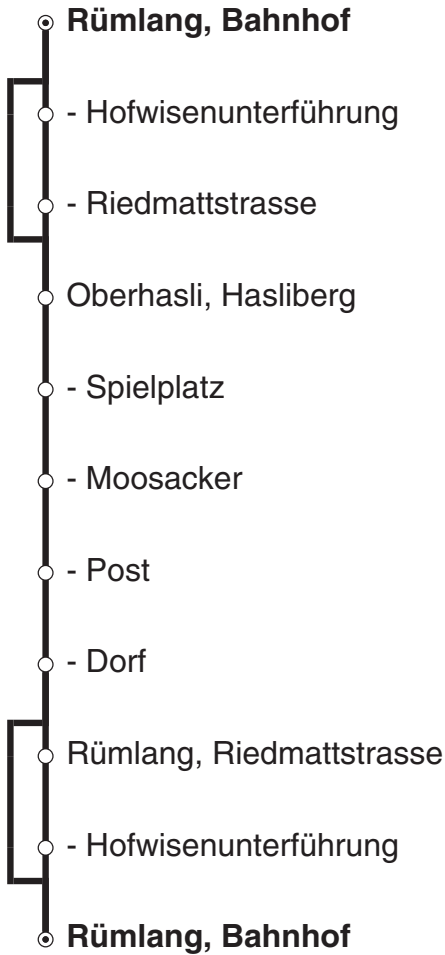 Rümlang, Bahnhof
- Hofwisenunterführung
- Riedmattstrasse
Oberhasli, Hasliberg
- Spielplatz
- Moosacker
- Post
- Dorf
Rümlang, Riedmattstrasse
- Hofwisenunterführung
Rümlang, Bahnhof